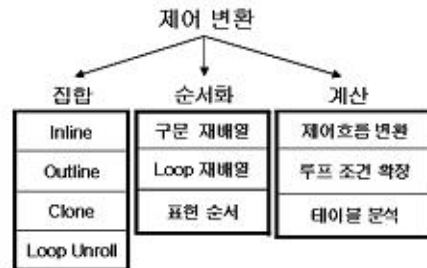 제어 변환
집합 순서화 계산
Inline 구문 재배열 제어흐름 변환
Outline Loop 재배열 루프 조건 확장
Clone 표현 순서 테이블 분석
Loop Unroll